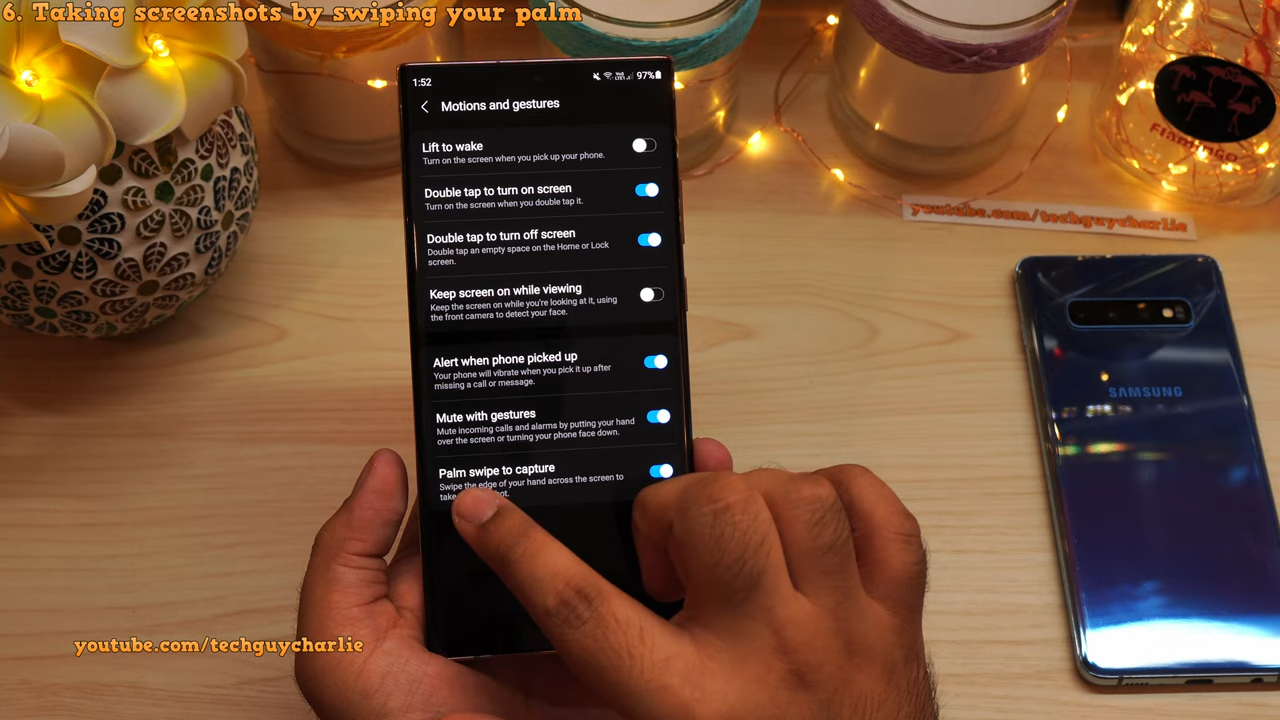 6. Taking screenshots by swiping your palm
1:52
97%
Motions and gestures
Lift to wake
Turn on the screen when you pick up your phone.
Double tap to turn on screen
Turn on the screen when you double tap it.
Double tap to turn off screen
Double tap an empty space on the Home or Lock
screen.
Keep screen on while viewing
Keep the screen on while you're looking at it, using
the front camera to detect your face.
Alert when phone picked up
Your phone will vibrate when you pick it up after
missing a call or message.
Mute with gestures
Mute incoming calls and alarms by putting your hand
over the screen or turning your phone face down.
Palm swipe to capture
Swipe the edge of your hand across the screen to
Flamingo
youtube.com/techguycharlie
SAMSUNG
youtube.com/techguycharlie